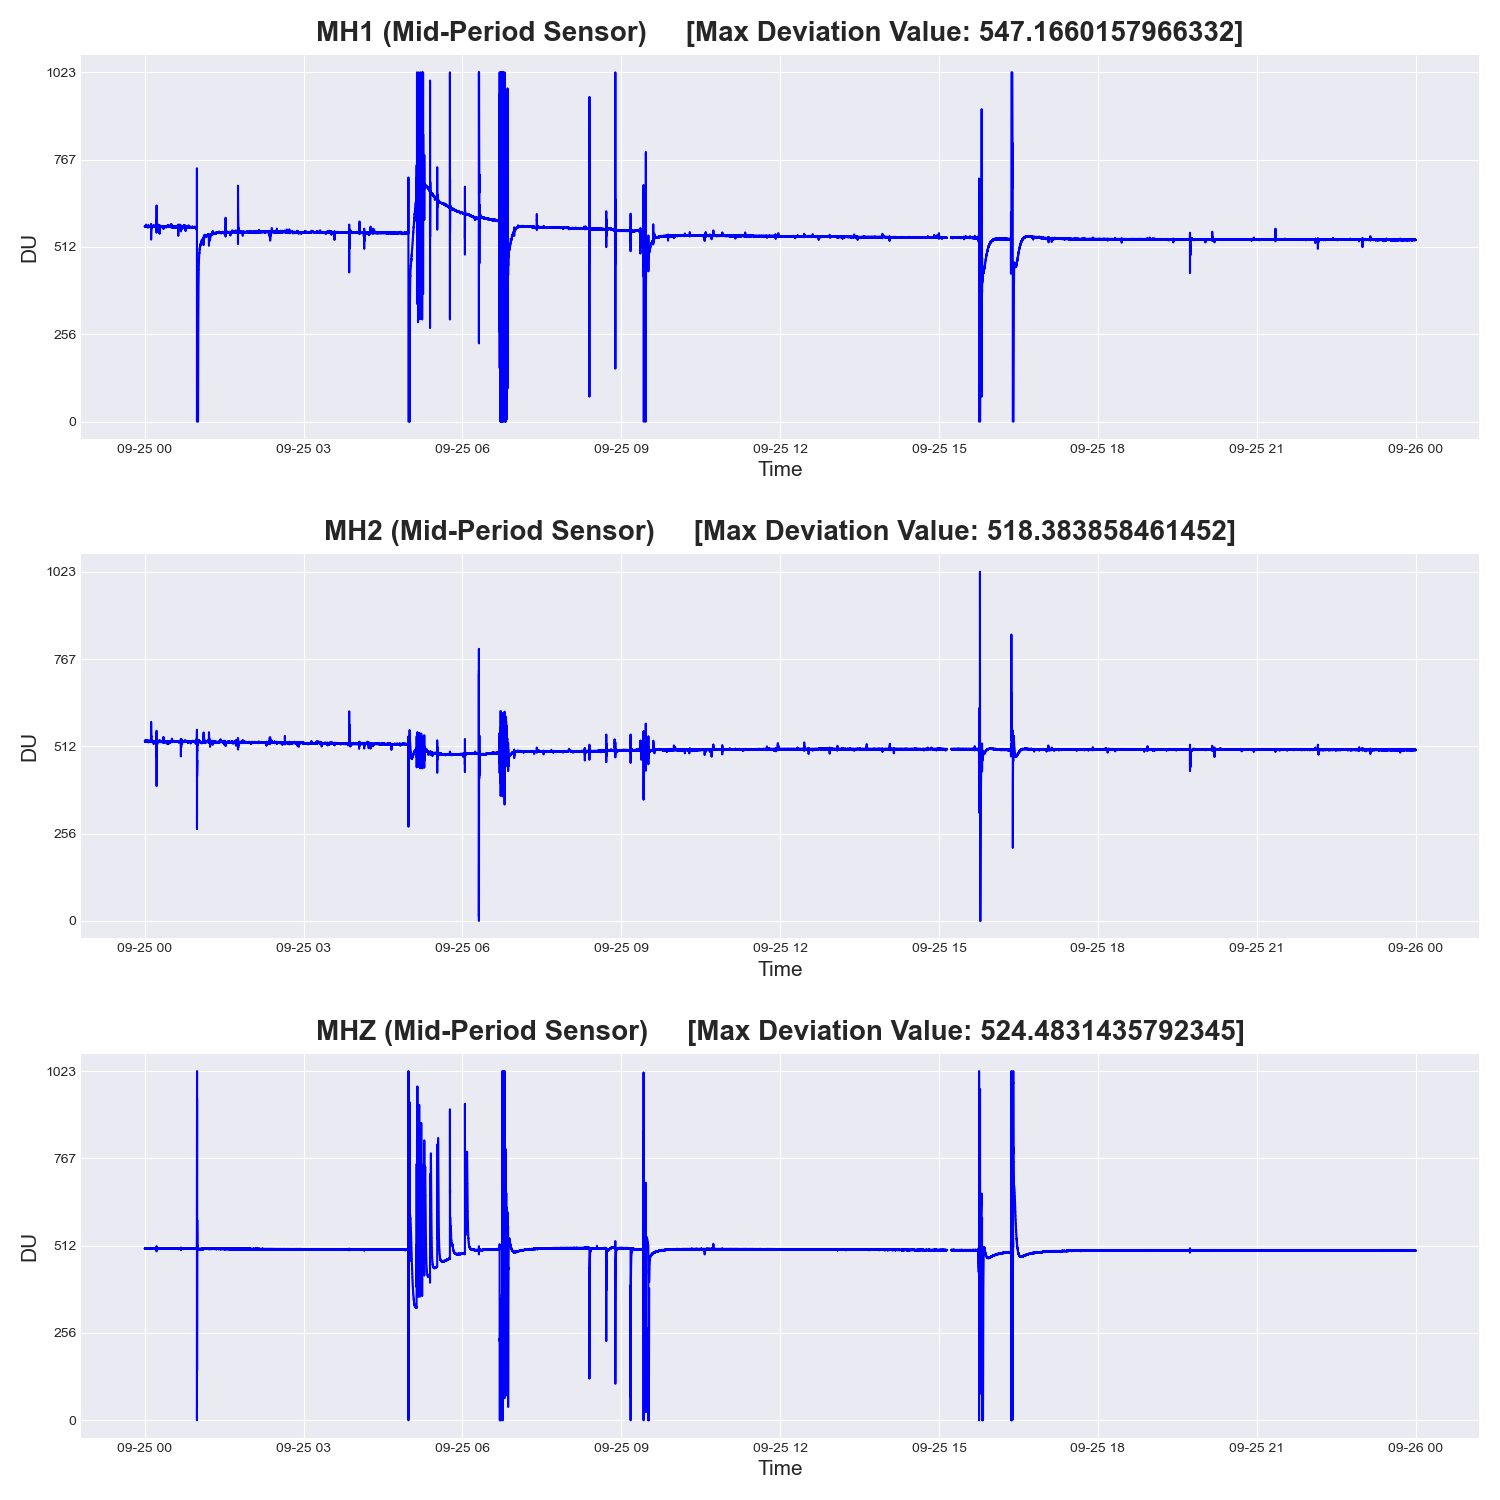 MH1 (Mid-Period Sensor) [Max Deviation Value: 547.1660157966332]
1023
767
512
256
0
DU
09-25 00 09-25 03 09-25 06 09-25 09 09-25 12 09-25 15 09-25 18 09-25 21 09-26 00
Time
MH2 (Mid-Period Sensor) [Max Deviation Value: 518.383858461452]
1023
767
512
256
0
DU
09-25 00 09-25 03 09-25 06 09-25 09 09-25 12 09-25 15 09-25 18 09-25 21 09-26 00
Time
MHZ (Mid-Period Sensor) [Max Deviation Value: 524.4831435792345]
1023
767
512
256
0
DU
09-25 00 09-25 03 09-25 06 09-25 09 09-25 12 09-25 15 09-25 18 09-25 21 09-26 00
Time